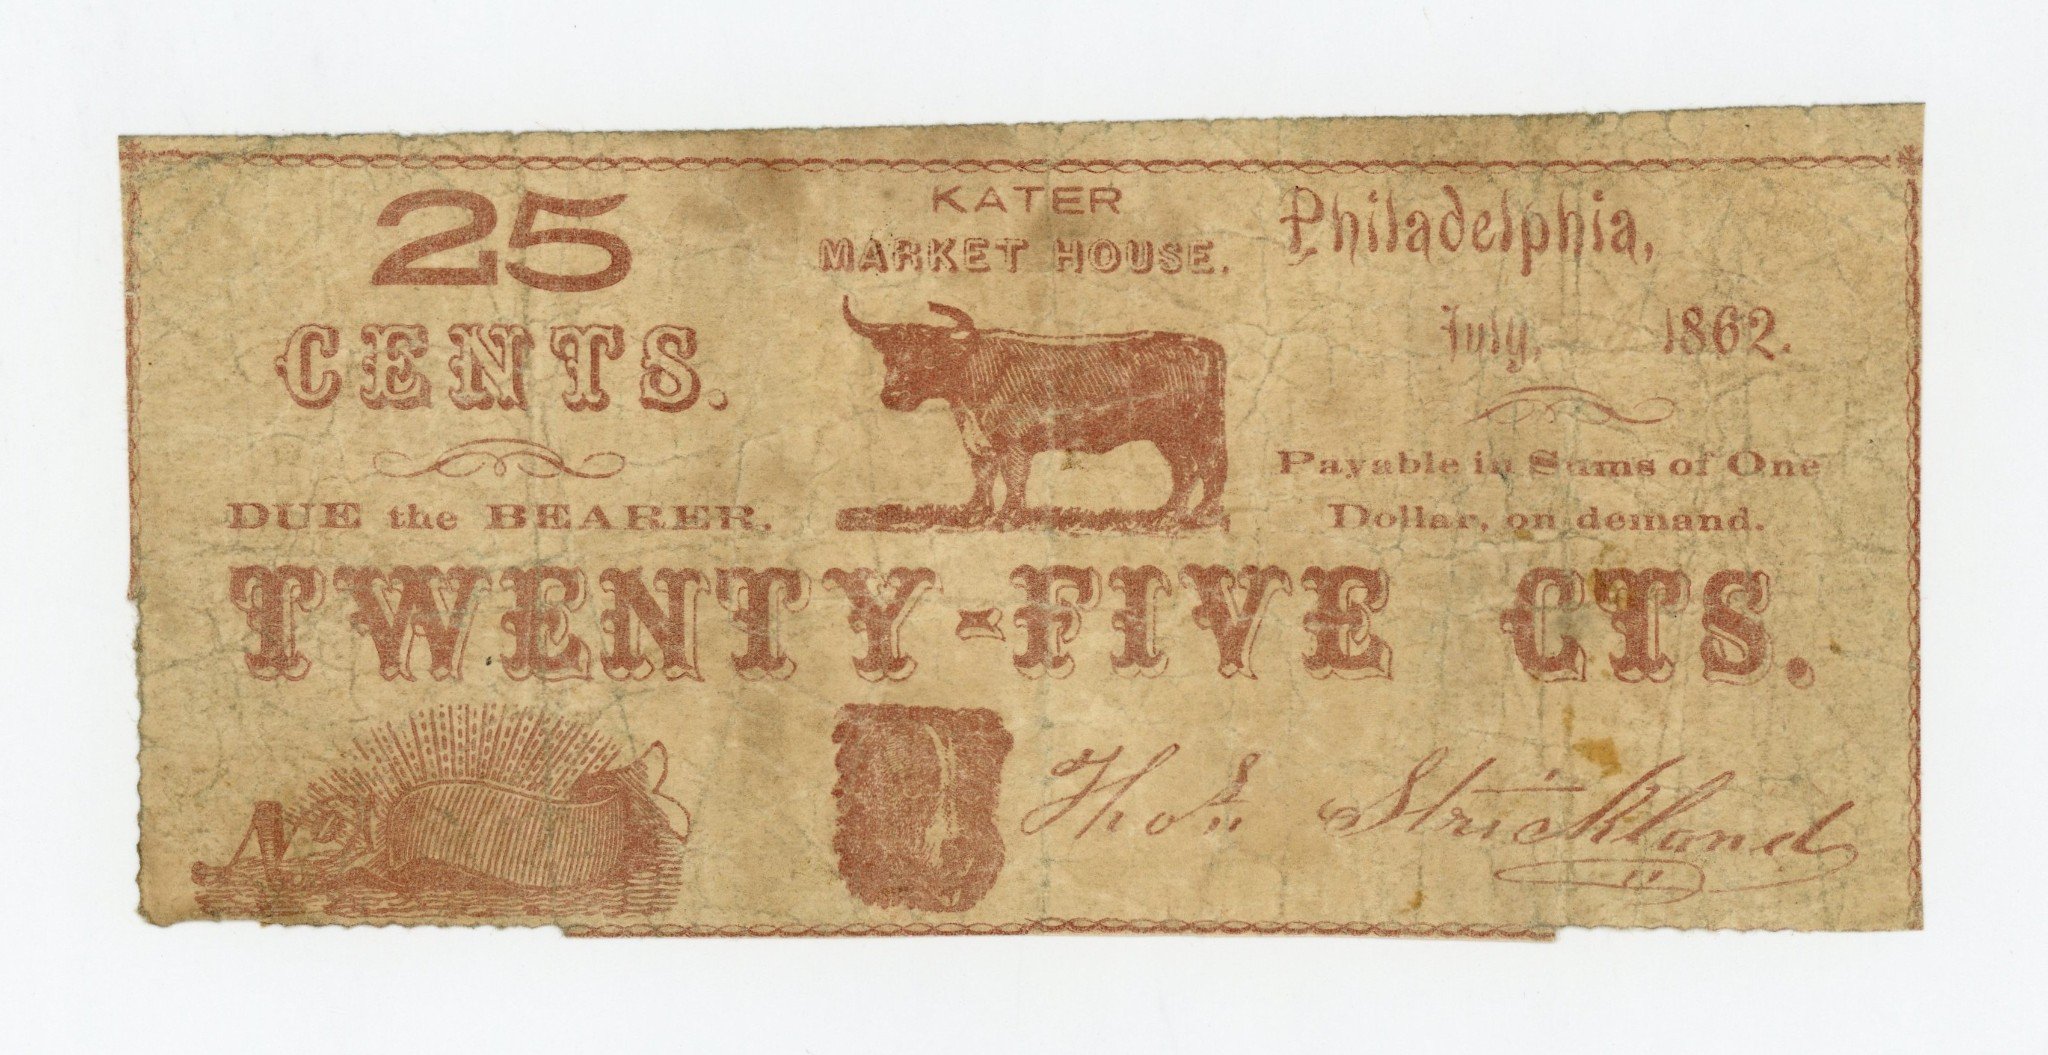 25
CENTS.
DUE the BEARER,
KATER
MARKET HOUSE.
Philadelphia,
July, 1862.
Payable in Sums of One
Dollar, on demand.
TWENTY-FIVE CTS.
No.
Thos. Strickland